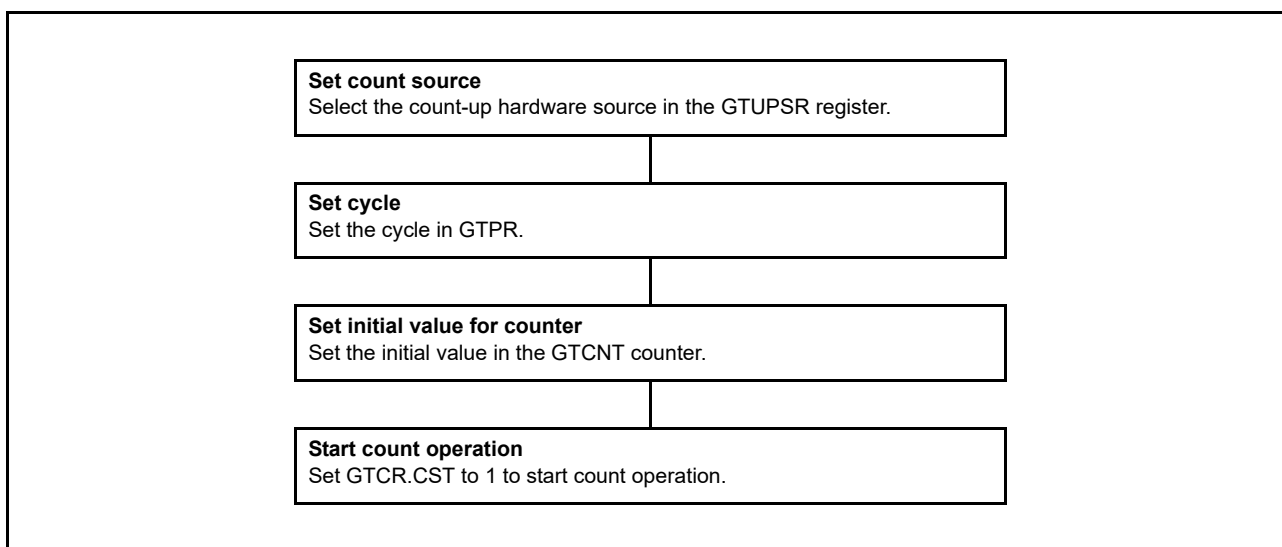 Set count source
Select the count-up hardware source in the GTUPSR register.
Set cycle
Set the cycle in GTPR.
Set initial value for counter
Set the initial value in the GTCNT counter.
Start count operation
Set GTCR.CST to 1 to start count operation.